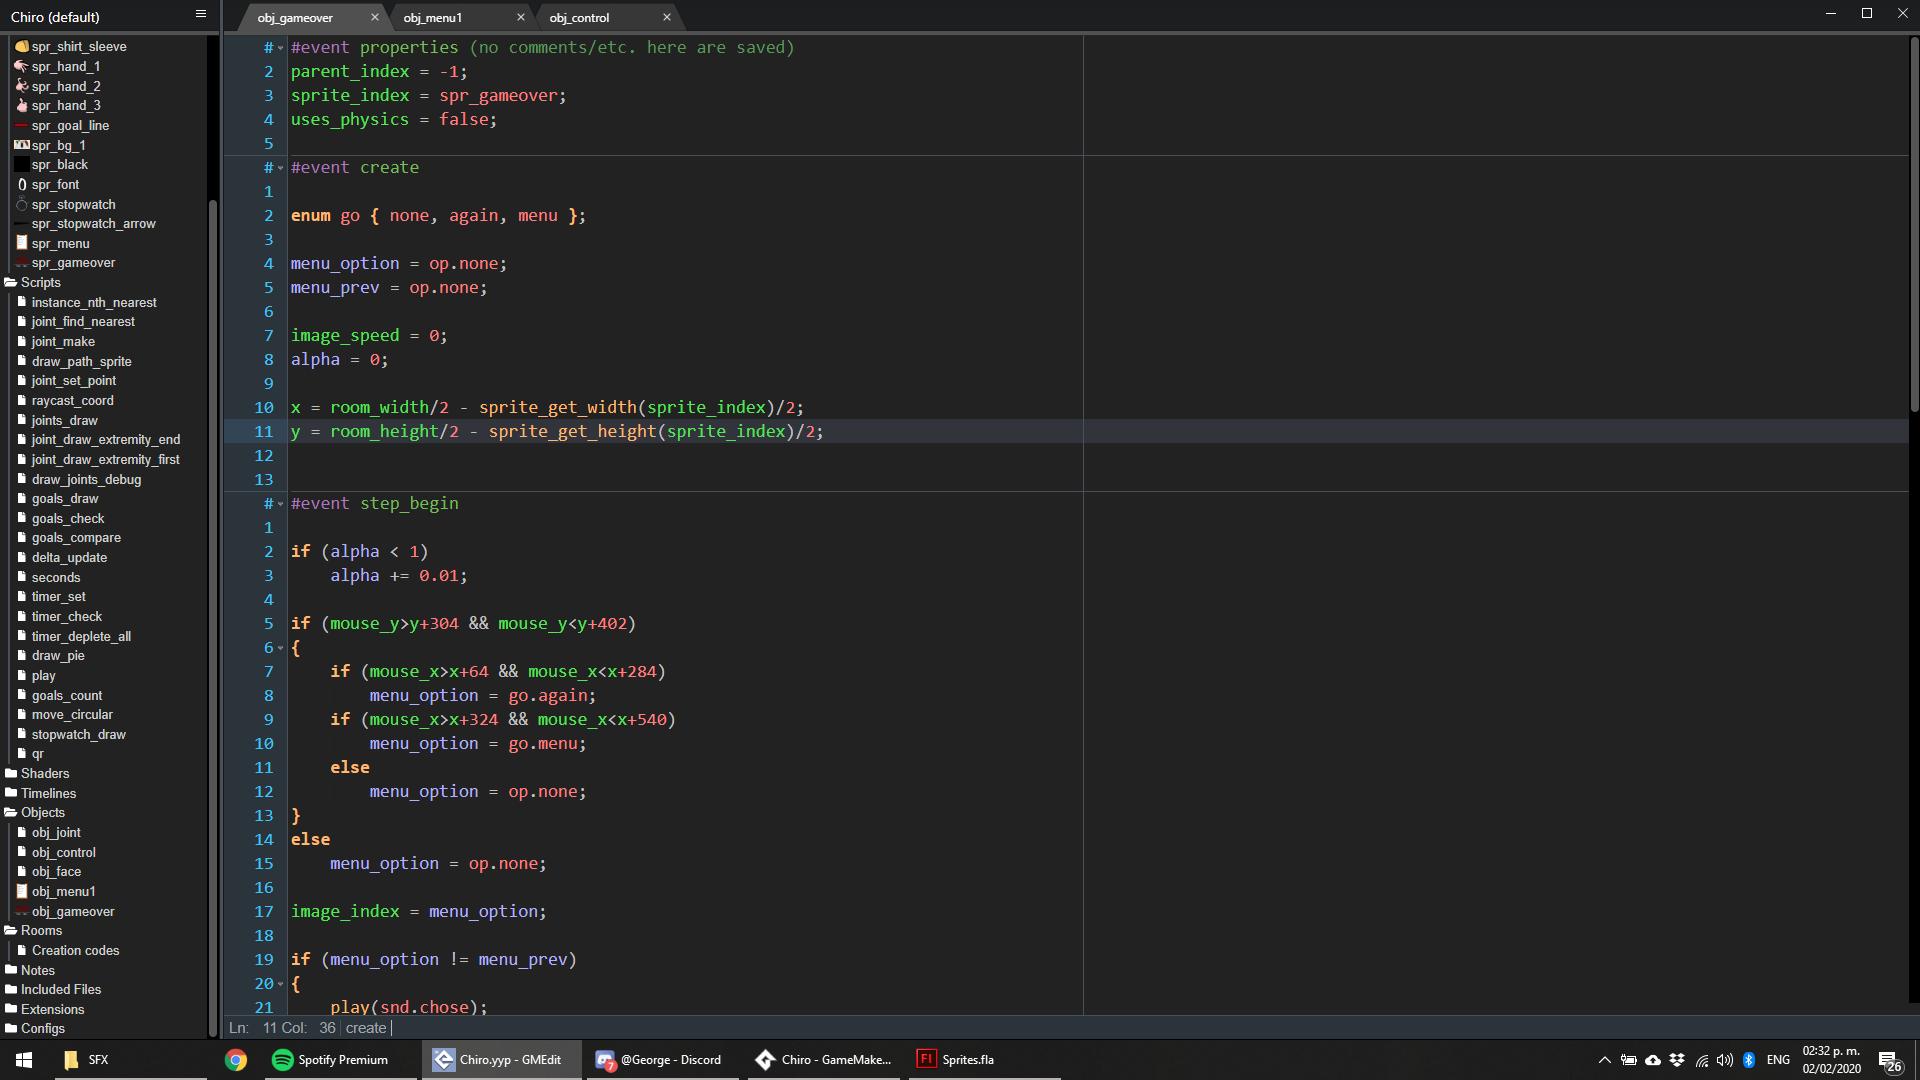 Chiro (default)
obj_gameover
obj_menu1
obj_control
spr_shirt_sleeve
spr_hand_1
spr_hand_2
spr_hand_3
spr_goal_line
spr_bg_1
spr_black
spr_font
spr_stopwatch
spr_stopwatch_arrow
spr_menu
spr_gameover
Scripts
instance_nth_nearest
joint_find_nearest
joint_make
draw_path_sprite
joint_set_point
raycast_coord
joints_draw
joint_draw_extremity_end
joint_draw_extremity_first
draw_joints_debug
goals_draw
goals_check
goals_compare
delta_update
seconds
timer_set
timer_check
timer_deplete_all
draw_pie
play
goals_count
move_circular
stopwatch_draw
qr
Shaders
Timelines
Objects
obj_joint
obj_control
obj_face
obj_menu1
obj_gameover
Rooms
Creation codes
Notes
Included Files
Extensions
Configs
# #event properties (no comments/etc. here are saved)
2 parent_index = -1;
3 sprite_index = spr_gameover;
4 uses_physics = false;
5
# #event create
1
2 enum go { none, again, menu };
3
4 menu_option = op.none;
5 menu_prev = op.none;
6
7 image_speed = 0;
8 alpha = 0;
9
10 x = room_width/2 - sprite_get_width(sprite_index)/2;
11 y = room_height/2 - sprite_get_height(sprite_index)/2;
12
13
# #event step_begin
1
2 if (alpha < 1)
3 alpha += 0.01;
4
5 if (mouse_y>y+304 && mouse_y<y+402)
6 {
7 if (mouse_x>x+64 && mouse_x<x+284)
8 menu_option = go.again;
9 if (mouse_x>x+324 && mouse_x<x+540)
10 menu_option = go.menu;
11 else
12 menu_option = op.none;
13 }
14 else
15 menu_option = op.none;
16
17 image_index = menu_option;
18
19 if (menu_option != menu_prev)
20 {
21 play(snd.chose);
Ln: 11 Col: 36 create
SFX
Spotify Premium
Chiro.yyp - GMEdit
7
@George - Discord
Chiro - GameMake...
Fl
Sprites.fla
ENG
02:32 p. m.
02/02/2020
26